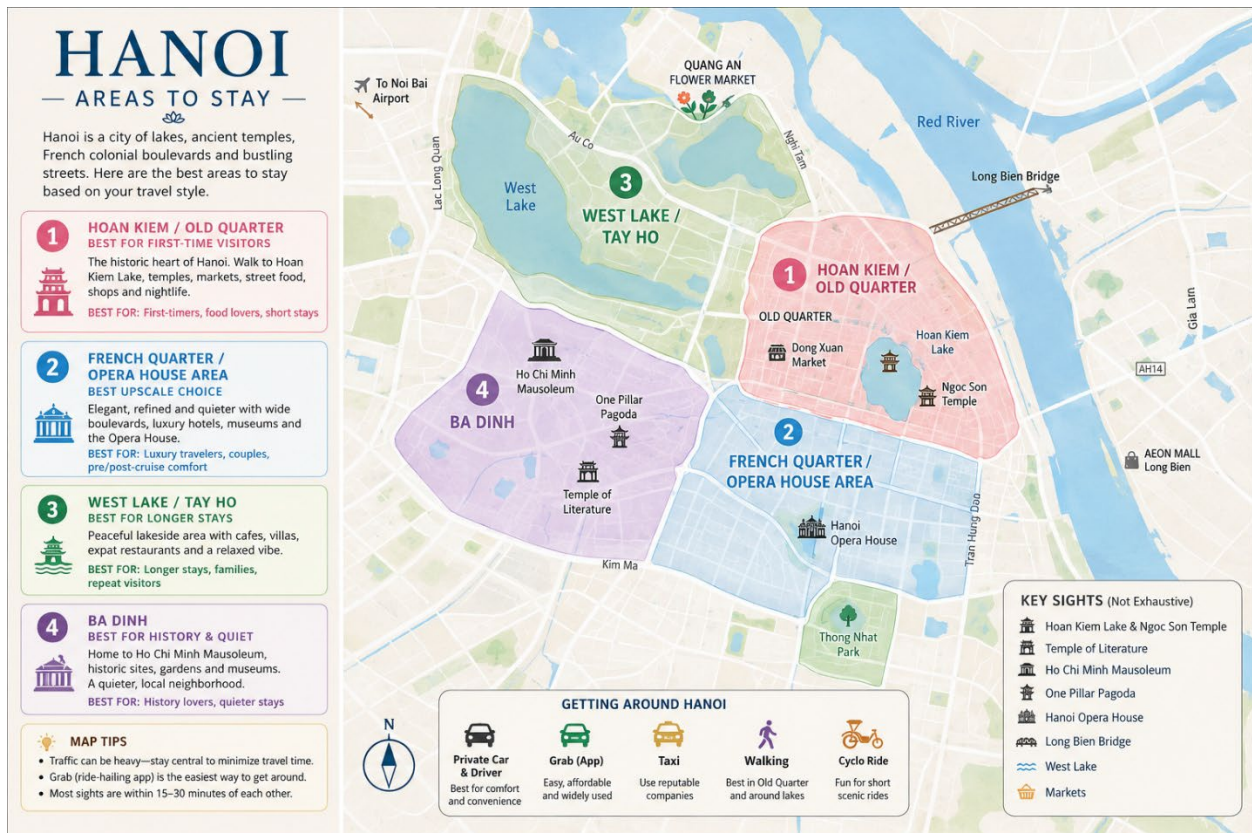 HANOI
— AREAS TO STAY —
Hanoi is a city of lakes, ancient temples,
French colonial boulevards and bustling
streets. Here are the best areas to stay
based on your travel style.
1
HOAN KIEM / OLD QUARTER
BEST FOR FIRST-TIME VISITORS
The historic heart of Hanoi. Walk to Hoan
Kiem Lake, temples, markets, street food,
shops and nightlife.
BEST FOR: First-timers, food lovers, short stays
2
FRENCH QUARTER /
OPERA HOUSE AREA
BEST UPSCALE CHOICE
Elegant, refined and quieter with wide
boulevards, luxury hotels, museums and
the Opera House.
BEST FOR: Luxury travelers, couples,
pre/post-cruise comfort
3
WEST LAKE / TAY HO
BEST FOR LONGER STAYS
Peaceful lakeside area with cafes, villas,
expat restaurants and a relaxed vibe.
BEST FOR: Longer stays, families,
repeat visitors
4
BA DINH
BEST FOR HISTORY & QUIET
Home to Ho Chi Minh Mausoleum,
historic sites, gardens and museums.
A quieter, local neighborhood.
BEST FOR: History lovers, quieter stays
MAP TIPS
• Traffic can be heavy—stay central to minimize travel time.
• Grab (ride-hailing app) is the easiest way to get around.
• Most sights are within 15–30 minutes of each other.
To Noi Bai
Airport
QUANG AN
FLOWER MARKET
Red River
Au Co
Nghi Tam
Lac Long Quan
Long Bien Bridge
West
Lake
3
WEST LAKE /
TAY HO
1
HOAN KIEM /
OLD QUARTER
OLD QUARTER
Dong Xuan
Market
Hoan Kiem
Lake
Ngoc Son
Temple
Gia Lam
AH14
AEON MALL
Long Bien
Ho Chi Minh
Mausoleum
4
BA DINH
One Pillar
Pagoda
Temple of
Literature
2
FRENCH QUARTER /
OPERA HOUSE AREA
Hanoi
Opera House
Tran Hung Dao
Kim Ma
Thong Nhat
Park
N
GETTING AROUND HANOI
Private Car
& Driver
Best for comfort
and convenience
Grab (App)
Easy, affordable
and widely used
Taxi
Use reputable
companies
Walking
Best in Old Quarter
and around lakes
Cyclo Ride
Fun for short
scenic rides
KEY SIGHTS (Not Exhaustive)
Hoan Kiem Lake & Ngoc Son Temple
Temple of Literature
Ho Chi Minh Mausoleum
One Pillar Pagoda
Hanoi Opera House
Long Bien Bridge
West Lake
Markets